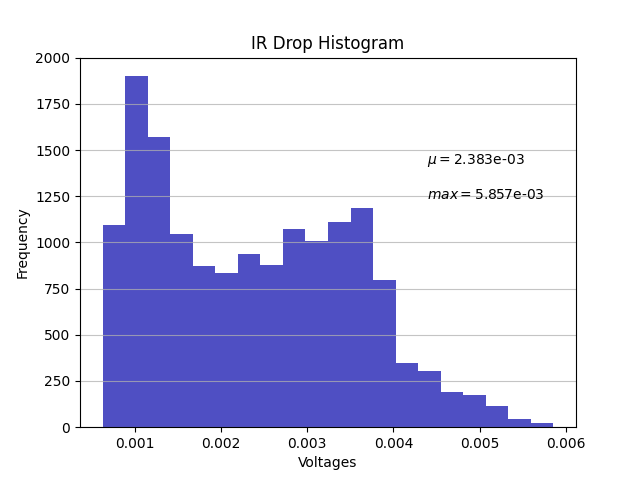 IR Drop Histogram
Frequency
2000
1750
1500
1250
1000
750
500
250
0
μ = 2.383e-03
max = 5.857e-03
0.001 0.002 0.003 0.004 0.005 0.006
Voltages